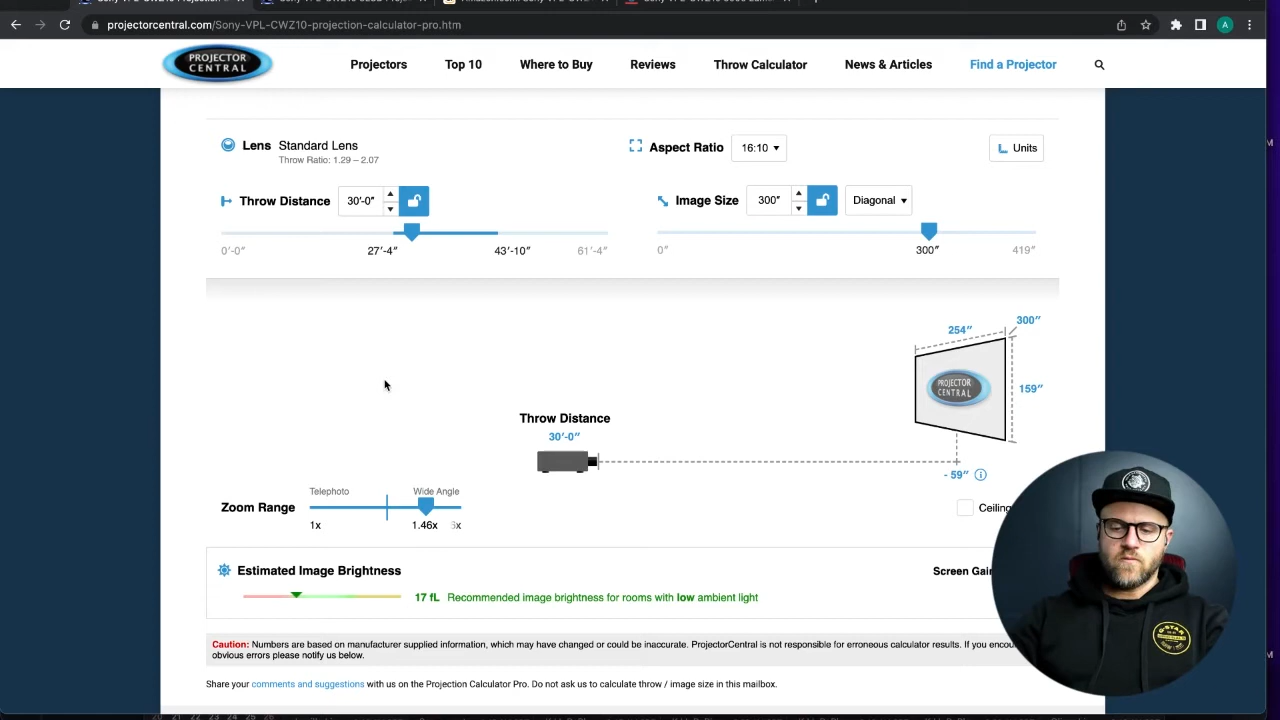 projectorcentral.com/Sony-VPL-CWZ10-projection-calculator-pro.htm
A
PROJECTOR CENTRAL
Projectors
Top 10
Where to Buy
Reviews
Throw Calculator
News & Articles
Find a Projector
Lens Standard Lens
Throw Ratio: 1.29 – 2.07
Aspect Ratio 16:10
Units
Throw Distance 30'-0"
Image Size 300" Diagonal
0'-0" 27'-4" 43'-10" 61'-4"
0" 300" 419"
254" 300"
PROJECTOR CENTRAL
159"
Throw Distance
30'-0"
- 59"
Telephoto Wide Angle
Zoom Range
1x 1.46x
Ceiling
Estimated Image Brightness
Screen Gain
17 fL Recommended image brightness for rooms with low ambient light
Caution: Numbers are based on manufacturer supplied information, which may have changed or could be inaccurate. ProjectorCentral is not responsible for erroneous calculator results. If you
obvious errors please notify us below.
Share your comments and suggestions with us on the Projection Calculator Pro. Do not ask us to calculate throw / image size in this mailbox.